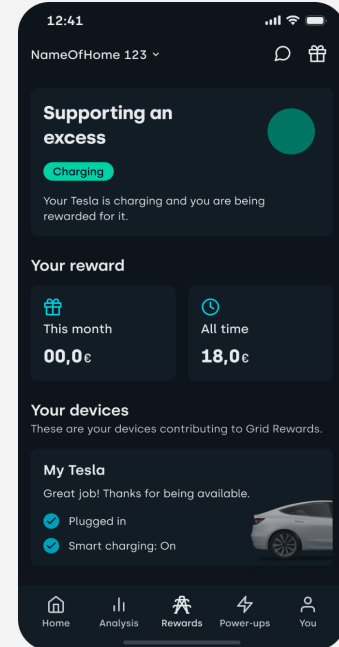 12:41
NameOfHome 123
Supporting an
excess
Charging
Your Tesla is charging and you are being
rewarded for it.
Your reward
This month
00,0€
All time
18,0€
Your devices
These are your devices contributing to Grid Rewards.
My Tesla
Great job! Thanks for being available.
Plugged in
Smart charging: On
Home Analysis Rewards Power-ups You